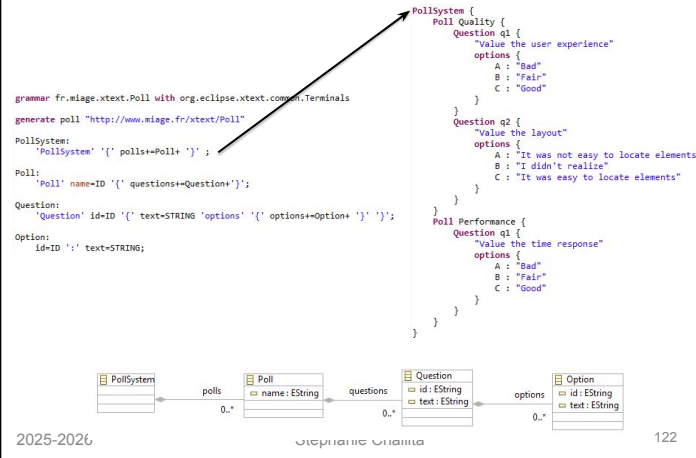 grammar fr.miage.xtext.Poll with org.eclipse.xtext.common.Terminals
generate poll "http://www.miage.fr/xtext/Poll"
PollSystem:
'PollSystem' '{' polls+=Poll+ '}' ;
Poll:
'Poll' name=ID '{' questions+=Question+'}';
Question:
'Question' id=ID '{' text=STRING 'options' '{' options+=Option+ '}' '}';
Option:
id=ID ':' text=STRING;
PollSystem {
Poll Quality {
Question q1 {
"Value the user experience"
options {
A : "Bad"
B : "Fair"
C : "Good"
}
}
Question q2 {
"Value the layout"
options {
A : "It was not easy to locate elements
B : "I didn't realize"
C : "It was easy to locate elements"
}
}
}
Poll Performance {
Question q1 {
"Value the time response"
options {
A : "Bad"
B : "Fair"
C : "Good"
}
}
}
}
PollSystem
polls
0..*
Poll
name : EString
questions
0..*
Question
id : EString
text : EString
options
0..*
Option
id : EString
text : EString
2025-2026
122